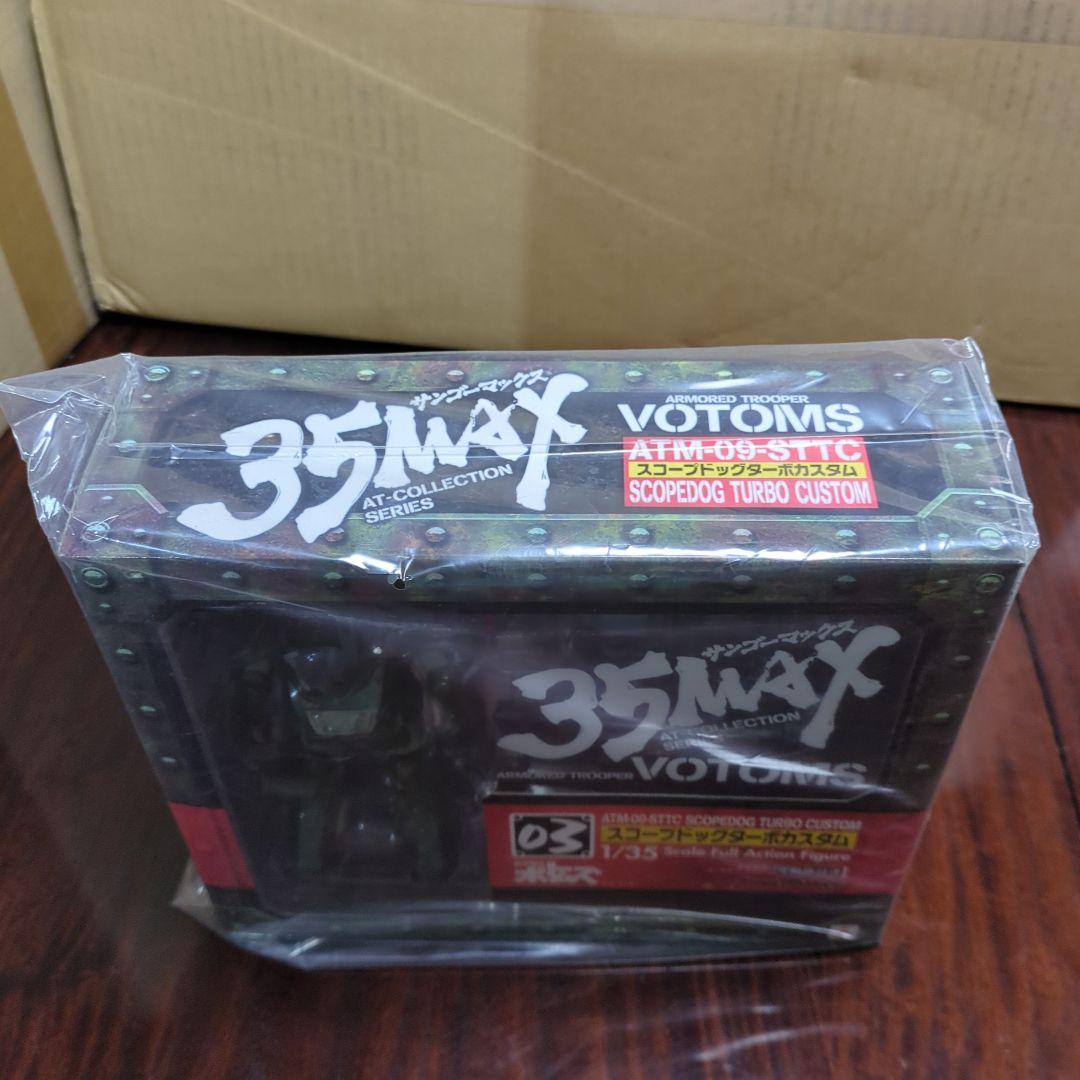 サンゴーマックス
35MAX
AT-COLLECTION
SERIES
ARMORED TROOPER
VOTOMS
ATM-09-STTC
スコープドッグターボカスタム
SCOPEDOG TURBO CUSTOM
サンゴーマックス
35MAX
AT-COLLECTION
SERIES
ARMORED TROOPER VOTOMS
03
ATM-09-STTC SCOPEDOG TURBO CUSTOM
スコープドッグターボカスタム
1/35 Scale Full Action Figure
ボトムズ